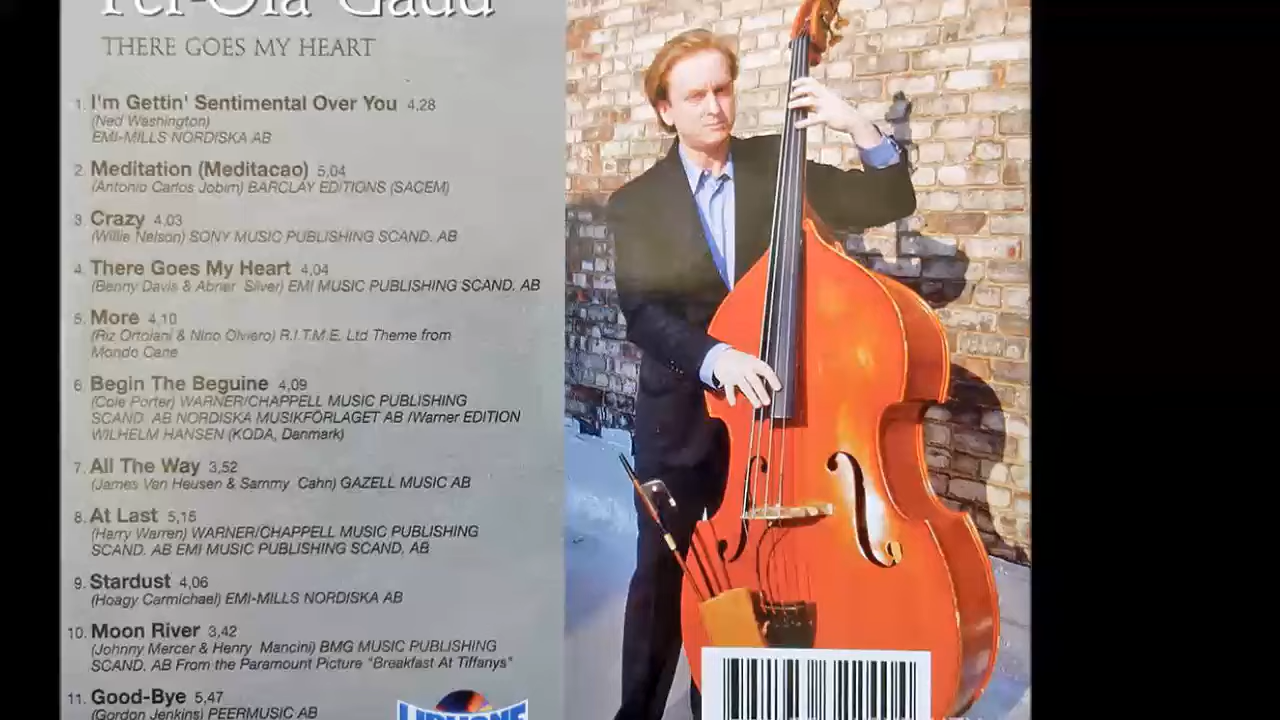 Per-Ola Gadd
THERE GOES MY HEART
1. I'm Gettin' Sentimental Over You 4,28
(Ned Washington)
EMI-MILLS NORDISKA AB
2. Meditation (Meditacao) 5,04
(Antonio Carlos Jobim) BARCLAY EDITIONS (SACEM)
3. Crazy 4,03
(Willie Nelson) SONY MUSIC PUBLISHING SCAND. AB
4. There Goes My Heart 4,04
(Benny Davis & Abner Silver) EMI MUSIC PUBLISHING SCAND. AB
5. More 4,10
(Riz Ortolani & Nino Olviero) R.I.T.M.E. Ltd Theme from
Mondo Cane
6. Begin The Beguine 4,09
(Cole Porter) WARNER/CHAPPELL MUSIC PUBLISHING
SCAND. AB NORDISKA MUSIKFÖRLAGET AB /Warner EDITION
WILHELM HANSEN (KODA, Danmark)
7. All The Way 3,52
(James Van Heusen & Sammy Cahn) GAZELL MUSIC AB
8. At Last 5,15
(Harry Warren) WARNER/CHAPPELL MUSIC PUBLISHING
SCAND. AB EMI MUSIC PUBLISHING SCAND. AB
9. Stardust 4,06
(Hoagy Carmichael) EMI-MILLS NORDISKA AB
10. Moon River 3,42
(Johnny Mercer & Henry Mancini) BMG MUSIC PUBLISHING
SCAND. AB From the Paramount Picture "Breakfast At Tiffanys"
11. Good-Bye 5,47
(Gordon Jenkins) PEERMUSIC AB